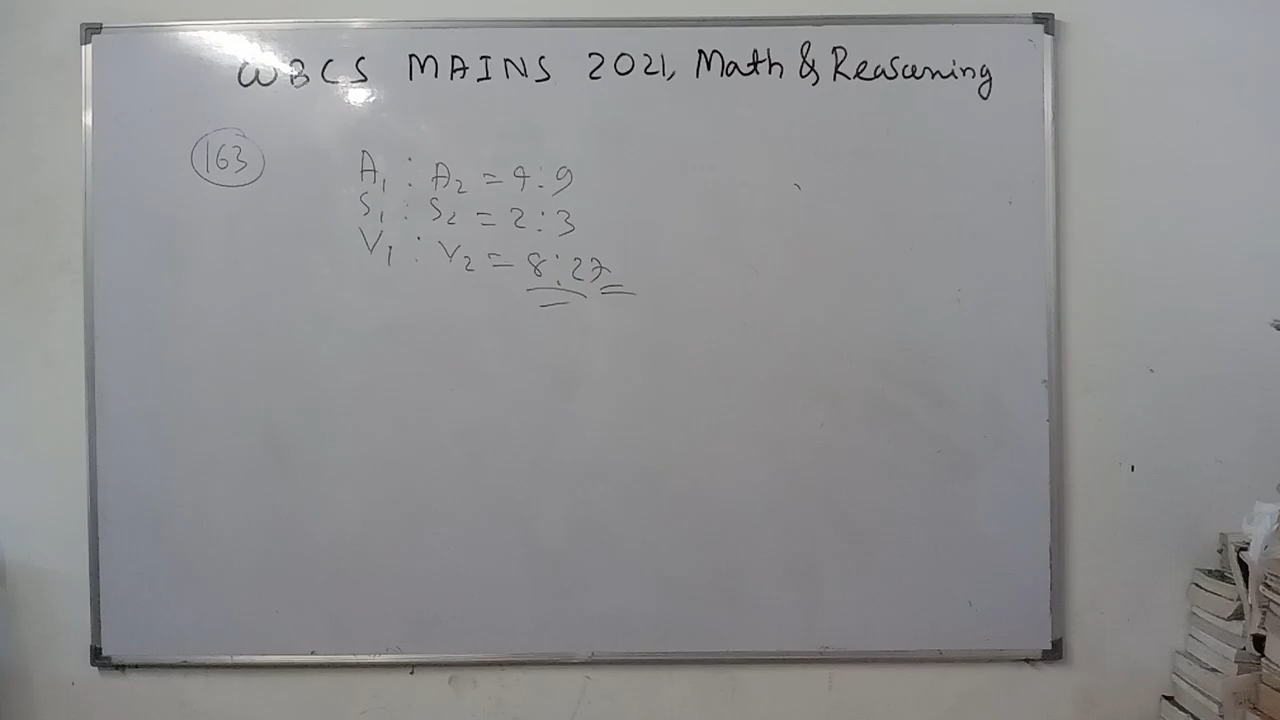 WBCS MAINS 2021, Math & Reasoning
163
A₁ : A₂ = 4:9
S₁ : S₂ = 2:3
V₁ : V₂ = 8:27